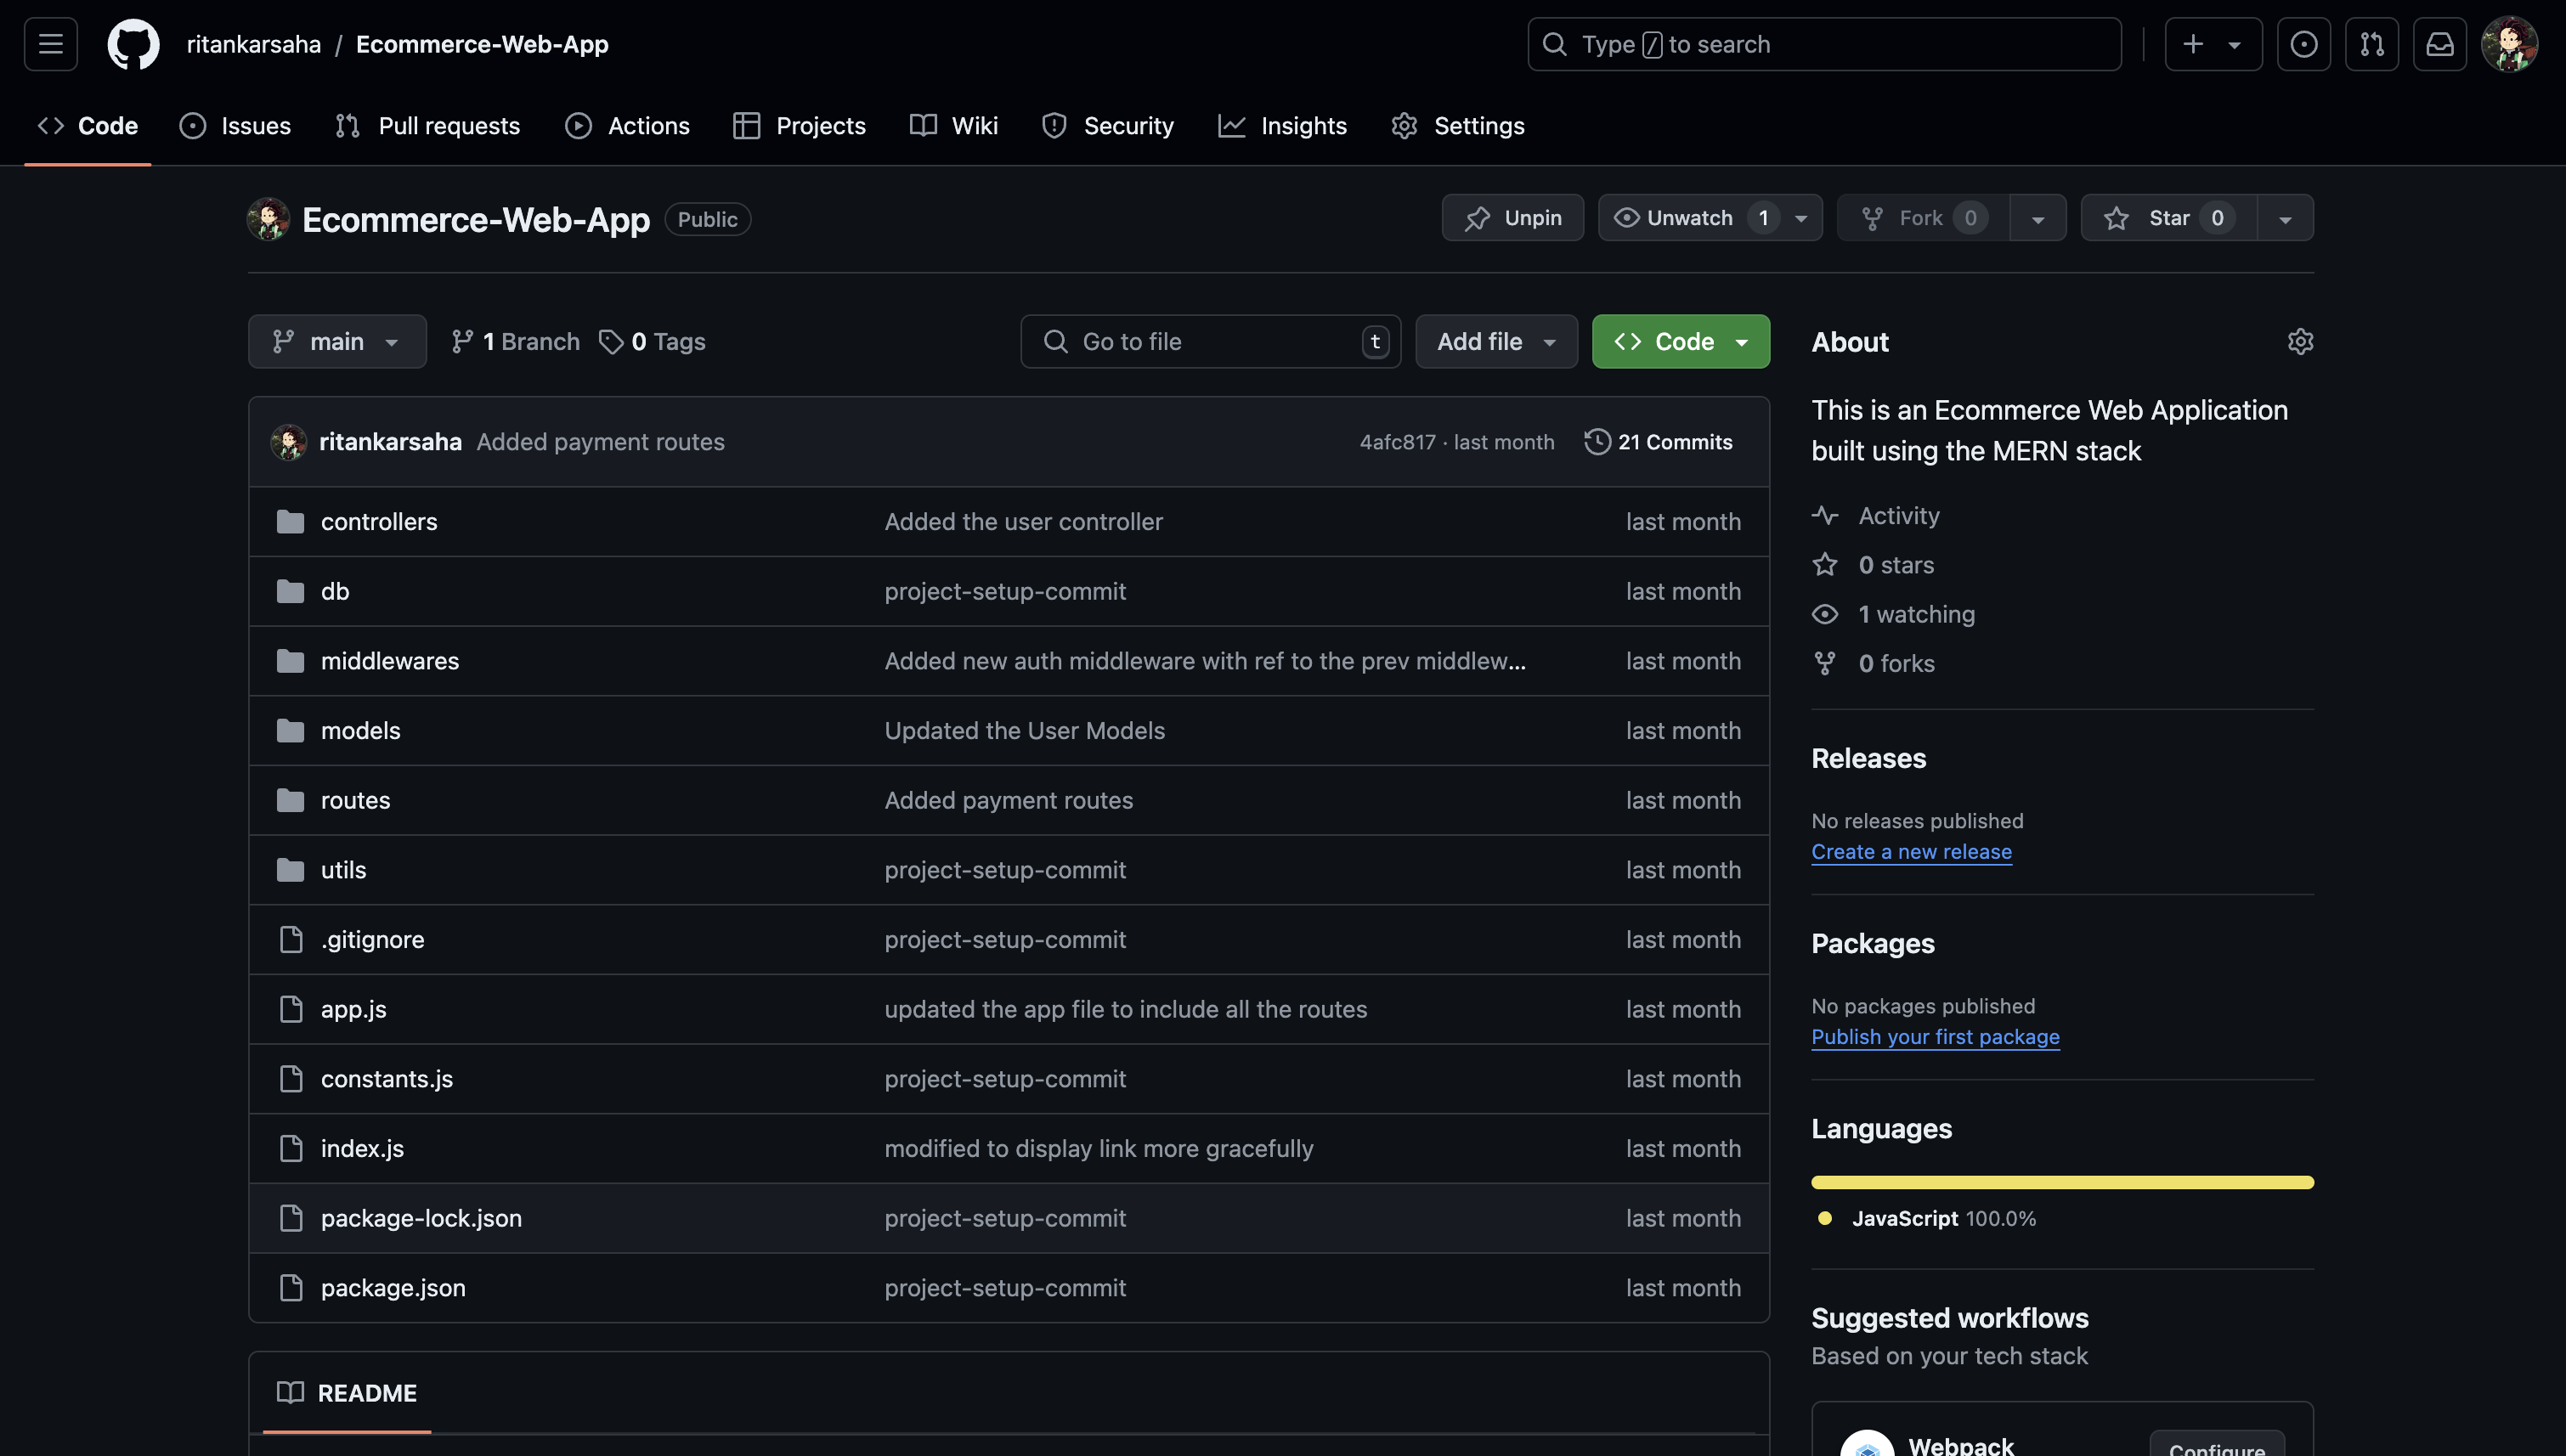 ritankarsaha / Ecommerce-Web-App
Type / to search
Code Issues Pull requests Actions Projects Wiki Security Insights Settings
Ecommerce-Web-App Public
Unpin Unwatch 1 Fork 0 Star 0
main 1 Branch 0 Tags
Go to file t Add file Code
ritankarsaha Added payment routes 4afc817 · last month 21 Commits
controllers Added the user controller last month
db project-setup-commit last month
middlewares Added new auth middleware with ref to the prev middlew... last month
models Updated the User Models last month
routes Added payment routes last month
utils project-setup-commit last month
.gitignore project-setup-commit last month
app.js updated the app file to include all the routes last month
constants.js project-setup-commit last month
index.js modified to display link more gracefully last month
package-lock.json project-setup-commit last month
package.json project-setup-commit last month
README
About
This is an Ecommerce Web Application
built using the MERN stack
Activity
0 stars
1 watching
0 forks
Releases
No releases published
Create a new release
Packages
No packages published
Publish your first package
Languages
JavaScript 100.0%
Suggested workflows
Based on your tech stack
Webpack Configure